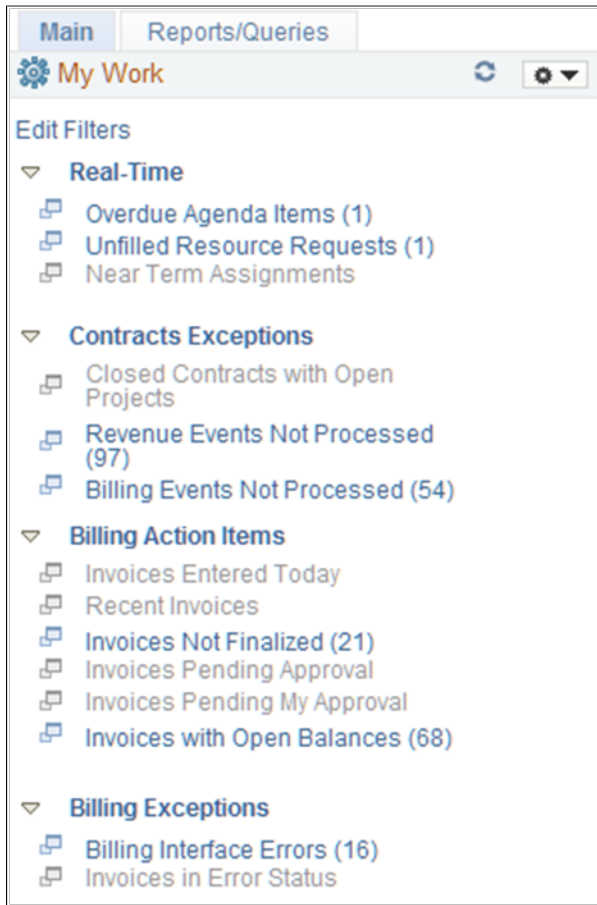 Main Reports/Queries
My Work
Edit Filters
Real-Time
Overdue Agenda Items (1)
Unfilled Resource Requests (1)
Near Term Assignments
Contracts Exceptions
Closed Contracts with Open
Projects
Revenue Events Not Processed
(97)
Billing Events Not Processed (54)
Billing Action Items
Invoices Entered Today
Recent Invoices
Invoices Not Finalized (21)
Invoices Pending Approval
Invoices Pending My Approval
Invoices with Open Balances (68)
Billing Exceptions
Billing Interface Errors (16)
Invoices in Error Status